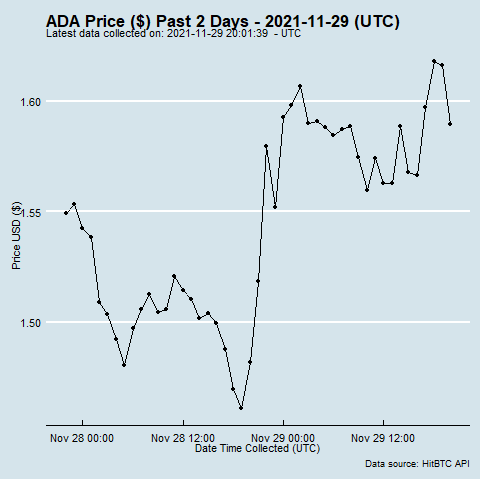 ADA Price ($) Past 2 Days - 2021-11-29 (UTC)
Latest data collected on: 2021-11-29 20:01:39 - UTC
1.60
1.55
1.50
Price USD ($)
Nov 28 00:00 Nov 28 12:00 Nov 29 00:00 Nov 29 12:00
Date Time Collected (UTC)
Data source: HitBTC API